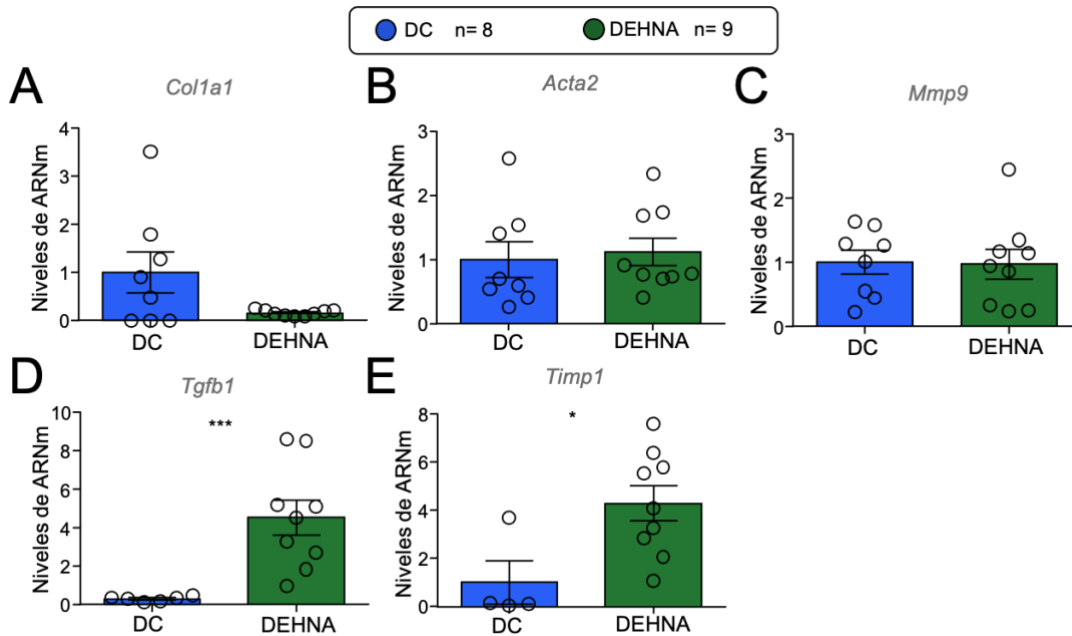 DC n= 8 DEHNA n= 9
A
Col1a1
Niveles de ARNm
4
3
2
1
0
DC DEHNA
B
Acta2
Niveles de ARNm
3
2
1
0
DC DEHNA
C
Mmp9
Niveles de ARNm
3
2
1
0
DC DEHNA
D
Tgfb1
Niveles de ARNm
10
8
6
4
2
0
***
DC DEHNA
E
Timp1
Niveles de ARNm
8
6
4
2
0
*
DC DEHNA